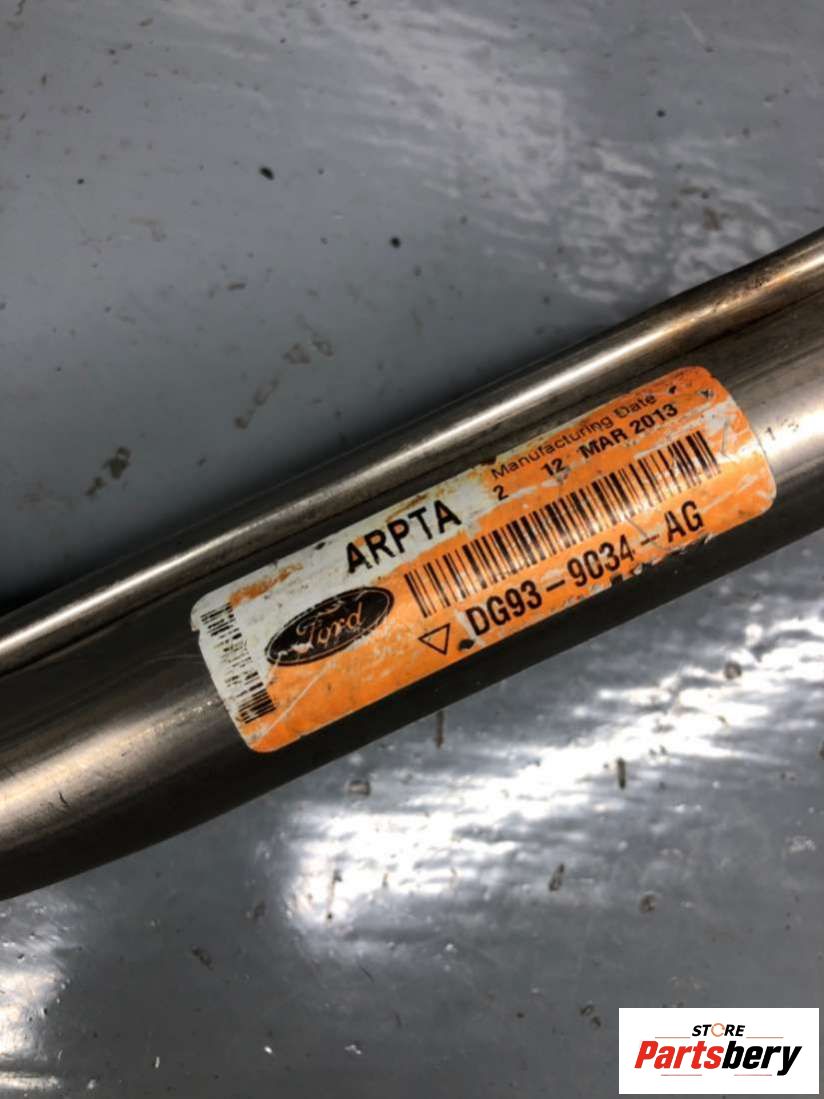 ARPTA
Manufacturing Date
2 12 MAR 2013
Ford
DG93-9034-AG
STORE
Partsbery